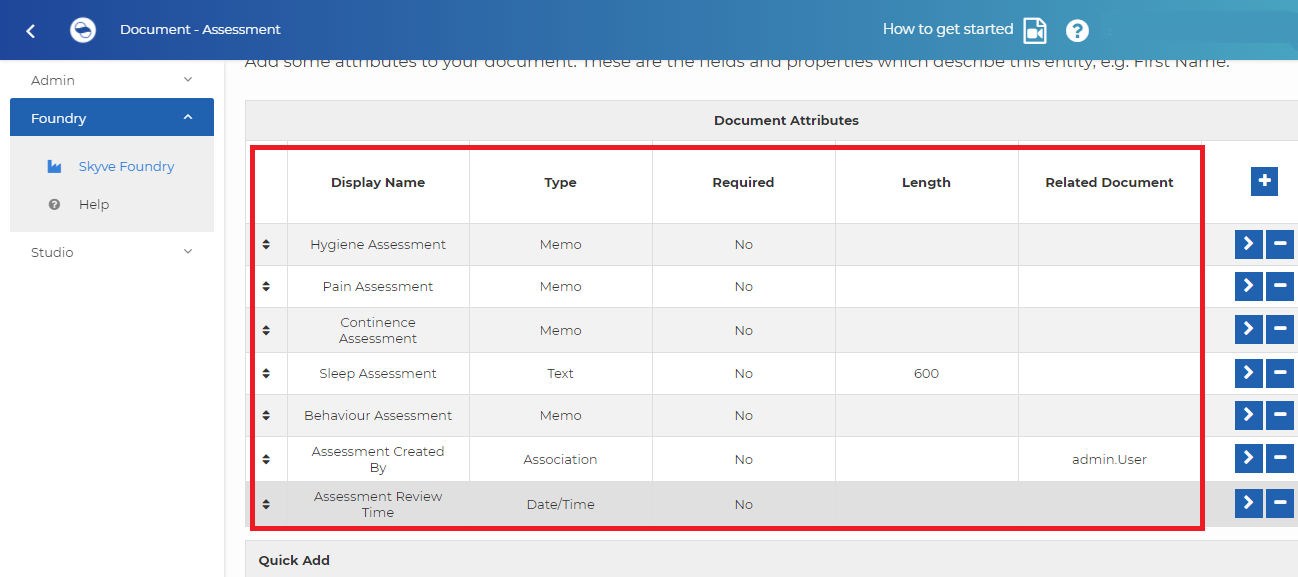 Document - Assessment
How to get started
Admin
Foundry
Skyve Foundry
Help
Studio
Add some attributes to your document. These are the fields and properties which describe this entity, e.g. First Name.
Document Attributes
Display Name Type Required Length Related Document
Hygiene Assessment Memo No
Pain Assessment Memo No
Continence
Assessment Memo No
Sleep Assessment Text No 600
Behaviour Assessment Memo No
Assessment Created
By Association No admin.User
Assessment Review
Time Date/Time No
Quick Add